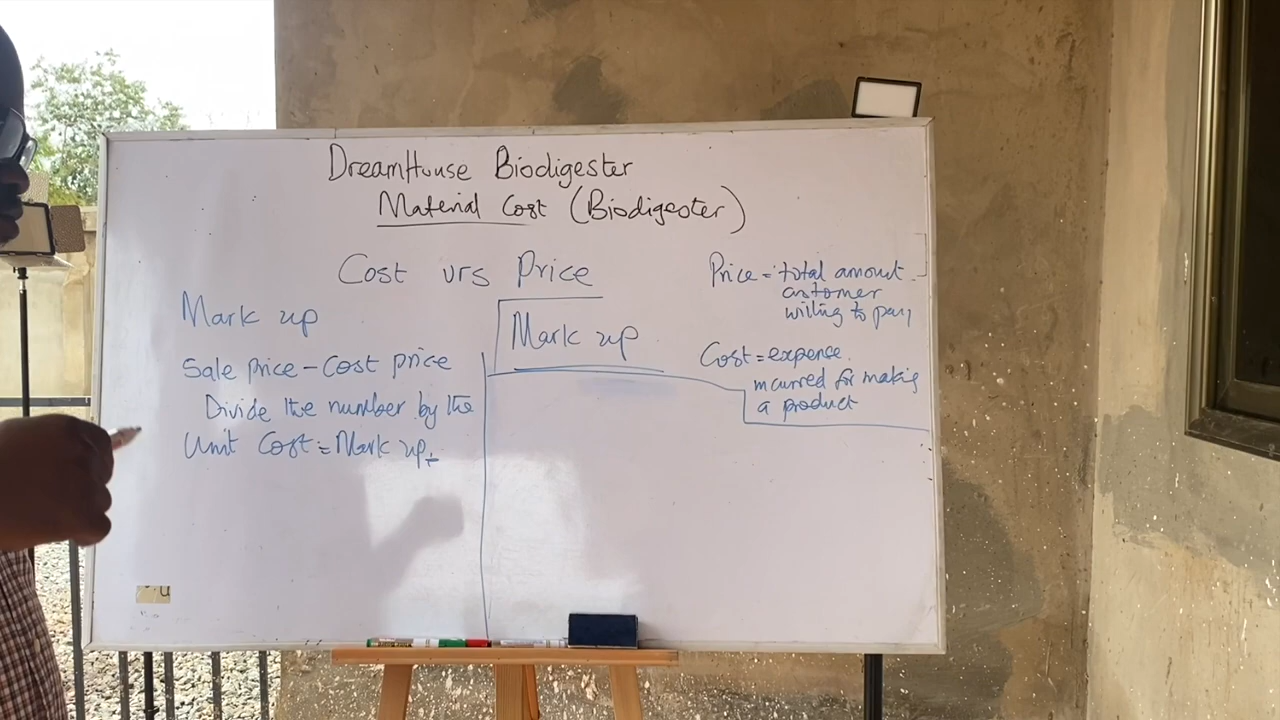 DreamHouse Biodigester
Material Cost (Biodigester)
Cost vrs Price
Mark up
Sale price - Cost price
Divide the number by the
Unit Cost = Mark up
Mark up
Price = total amount
customer
willing to pay
Cost = expense
incurred for making
a product